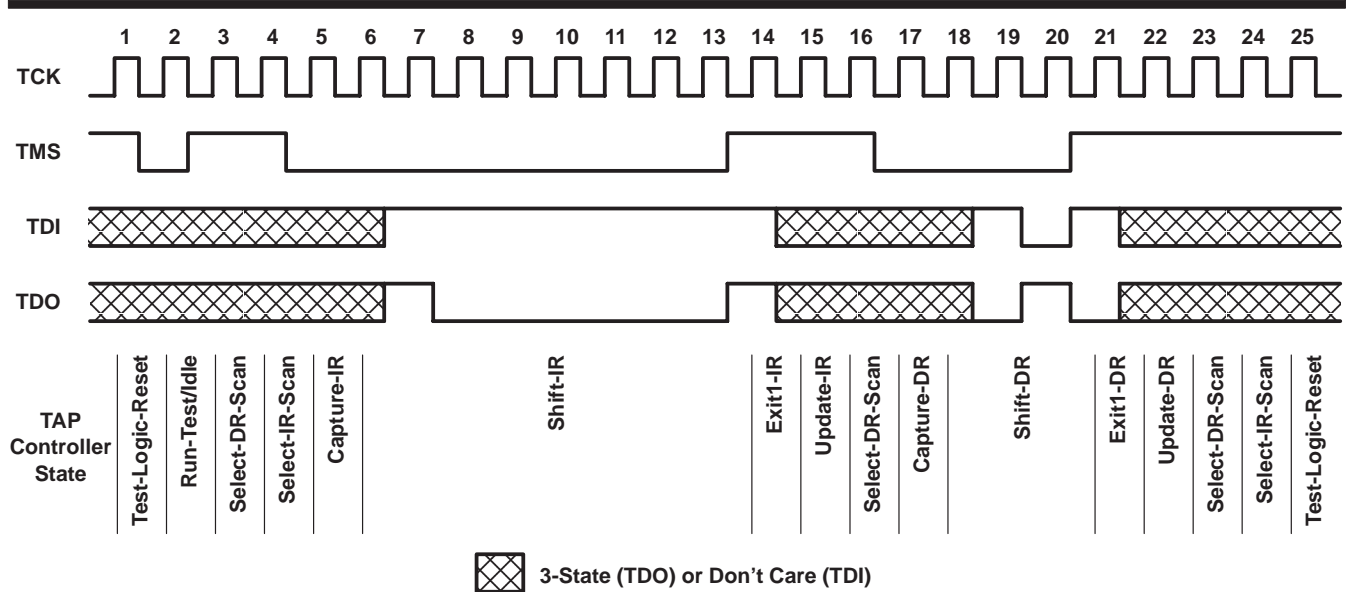 1 2 3 4 5 6 7 8 9 10 11 12 13 14 15 16 17 18 19 20 21 22 23 24 25
TCK
TMS
TDI
TDO
TAP
Controller
State
Test-Logic-Reset
Run-Test/Idle
Select-DR-Scan
Select-IR-Scan
Capture-IR
Shift-IR
Exit1-IR
Update-IR
Select-DR-Scan
Capture-DR
Shift-DR
Exit1-DR
Update-DR
Select-DR-Scan
Select-IR-Scan
Test-Logic-Reset
3-State (TDO) or Don’t Care (TDI)